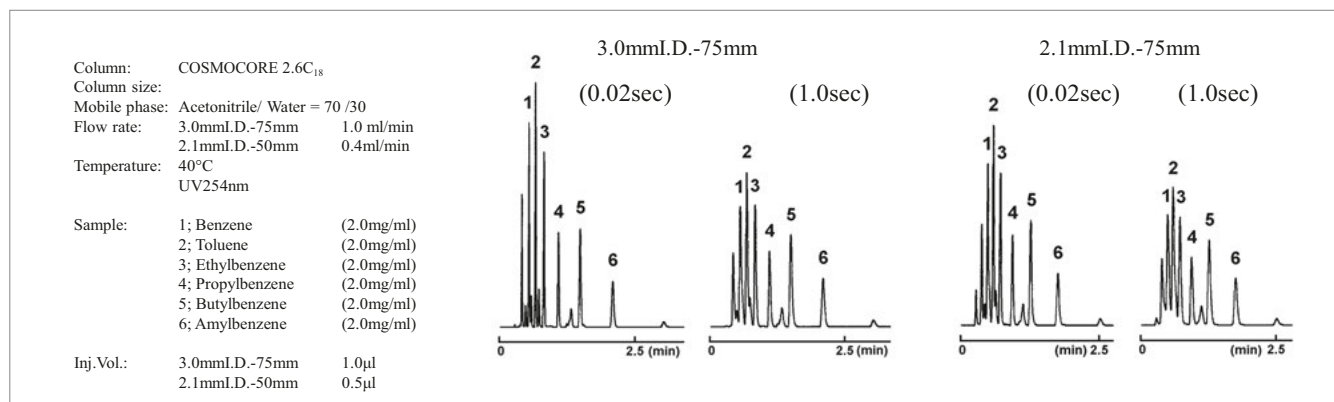 Column: COSMOCORE 2.6C₁₈
Column size:
Mobile phase: Acetonitrile/ Water = 70 /30
Flow rate: 3.0mmI.D.-75mm 1.0 ml/min
2.1mmI.D.-50mm 0.4ml/min
Temperature: 40°C
UV254nm
Sample: 1; Benzene (2.0mg/ml)
2; Toluene (2.0mg/ml)
3; Ethylbenzene (2.0mg/ml)
4; Propylbenzene (2.0mg/ml)
5; Butylbenzene (2.0mg/ml)
6; Amylbenzene (2.0mg/ml)
Inj.Vol.: 3.0mmI.D.-75mm 1.0μl
2.1mmI.D.-50mm 0.5μl
3.0mmI.D.-75mm
(0.02sec)
1
2
3
4
5
6
0 2.5 (min)
(1.0sec)
1
2
3
4
5
6
0 2.5 (min)
2.1mmI.D.-75mm
(0.02sec)
1
2
3
4
5
6
0 (min) 2.5
(1.0sec)
1
2
3
4
5
6
0 (min) 2.5